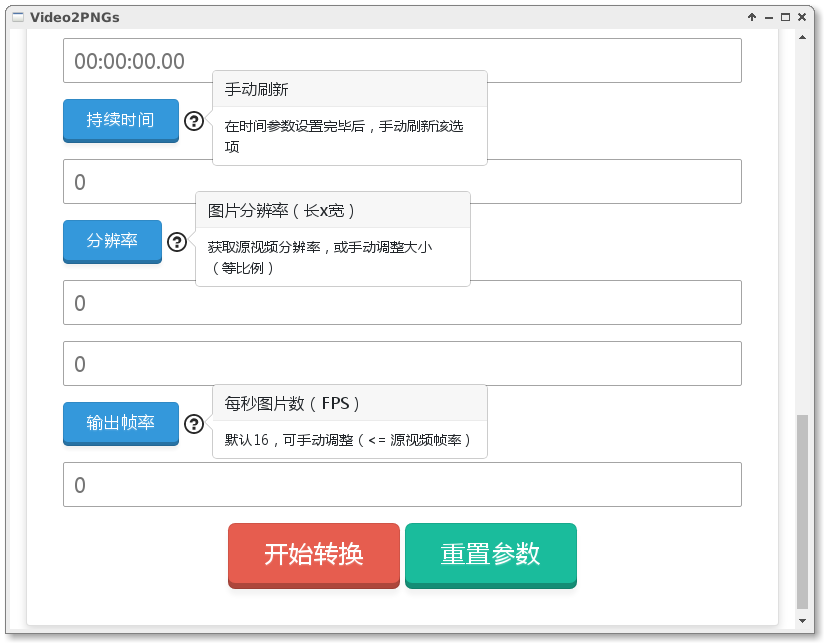 Video2PNGs
00:00:00.00
手动刷新
持续时间
在时间参数设置完毕后，手动刷新该选
项
0
图片分辨率（长x宽）
分辨率
获取源视频分辨率，或手动调整大小
（等比例）
0
0
每秒图片数（FPS）
输出帧率
默认16，可手动调整（<= 源视频帧率）
0
开始转换
重置参数